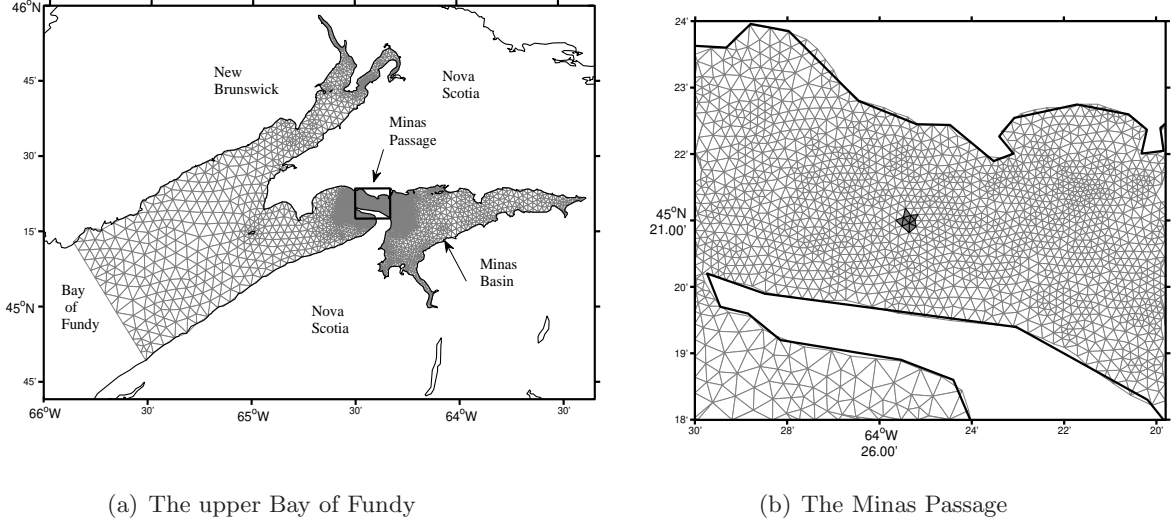 46°N
45'
30'
15'
45°N
45'
66°W
30'
65°W
30'
64°W
30'
New
Brunswick
Nova
Scotia
Minas
Passage
Minas
Basin
Bay
of
Fundy
Nova
Scotia
24'
23'
22'
45°N
21.00'
20'
19'
18'
30'
28'
64°W
26.00'
24'
22'
20'
(a) The upper Bay of Fundy
(b) The Minas Passage